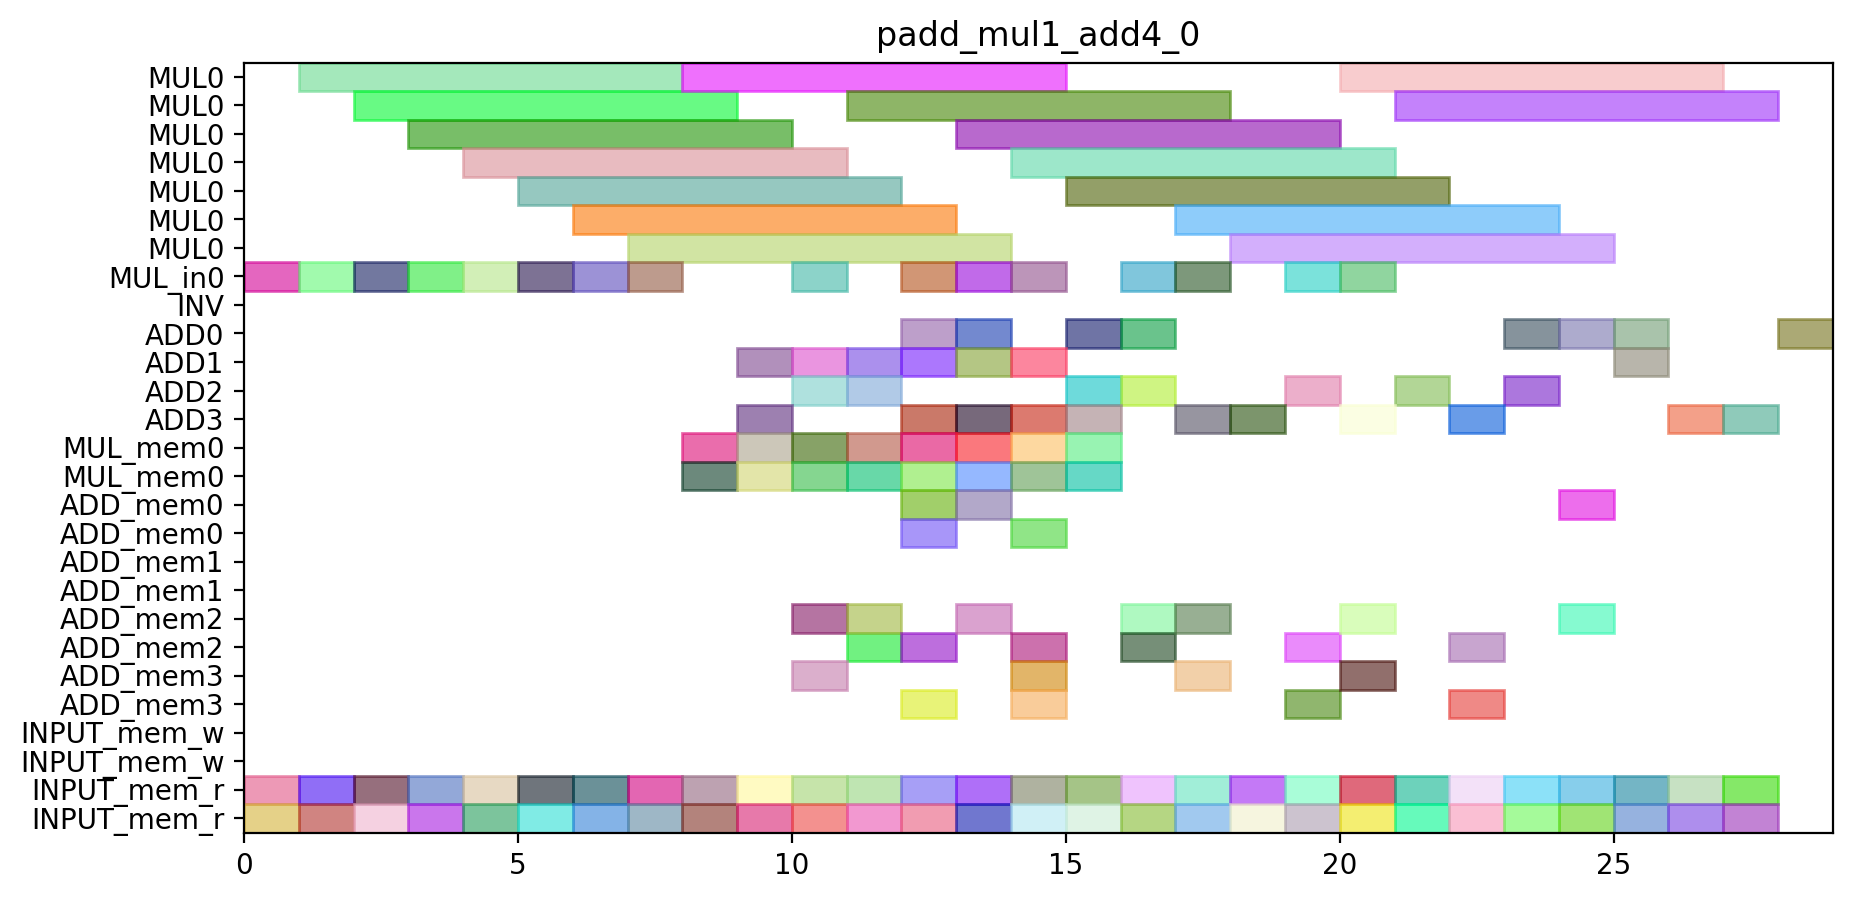 padd_mul1_add4_0
MUL0
MUL0
MUL0
MUL0
MUL0
MUL0
MUL0
MUL_in0
INV
ADD0
ADD1
ADD2
ADD3
MUL_mem0
MUL_mem0
ADD_mem0
ADD_mem0
ADD_mem1
ADD_mem1
ADD_mem2
ADD_mem2
ADD_mem3
ADD_mem3
INPUT_mem_w
INPUT_mem_w
INPUT_mem_r
INPUT_mem_r
0 5 10 15 20 25